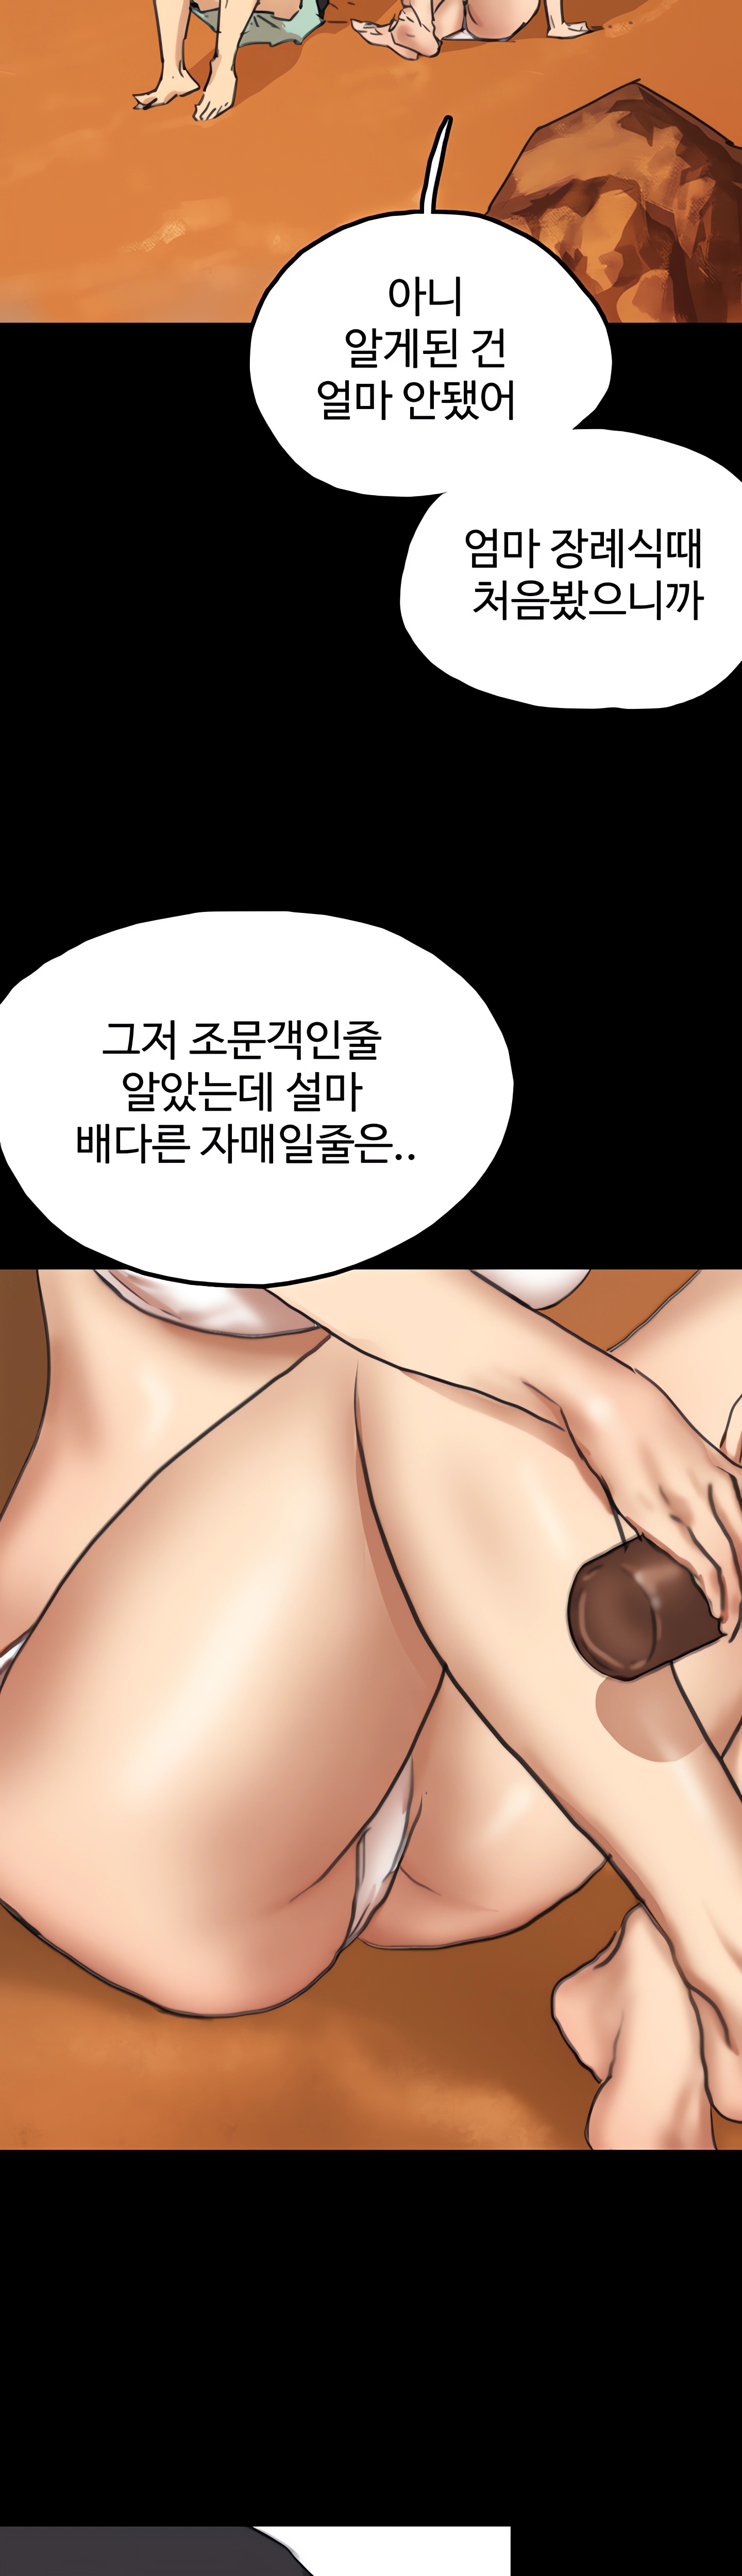 아니
알게된 건
얼마 안됐어
엄마 장례식때
처음봤으니까
그저 조문객인줄
알았는데 설마
배다른 자매일줄은..